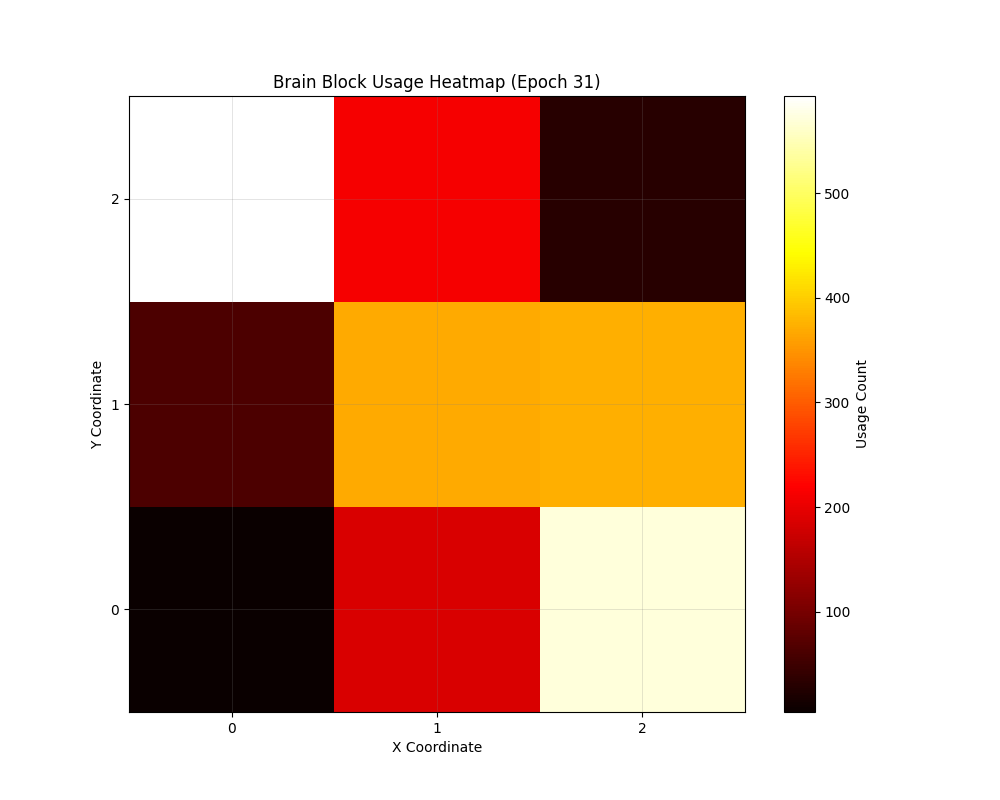 Brain Block Usage Heatmap (Epoch 31)
2
1
0
Y Coordinate
0
1
2
X Coordinate
500
400
300
200
100
Usage Count